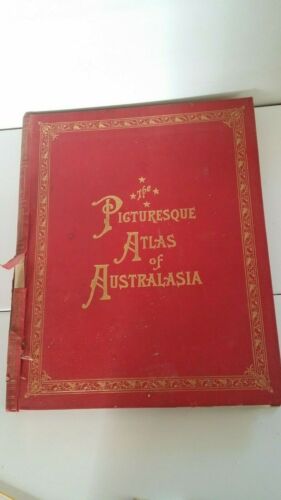 The
PICTURESQUE
ATLAS
of
AUSTRALASIA